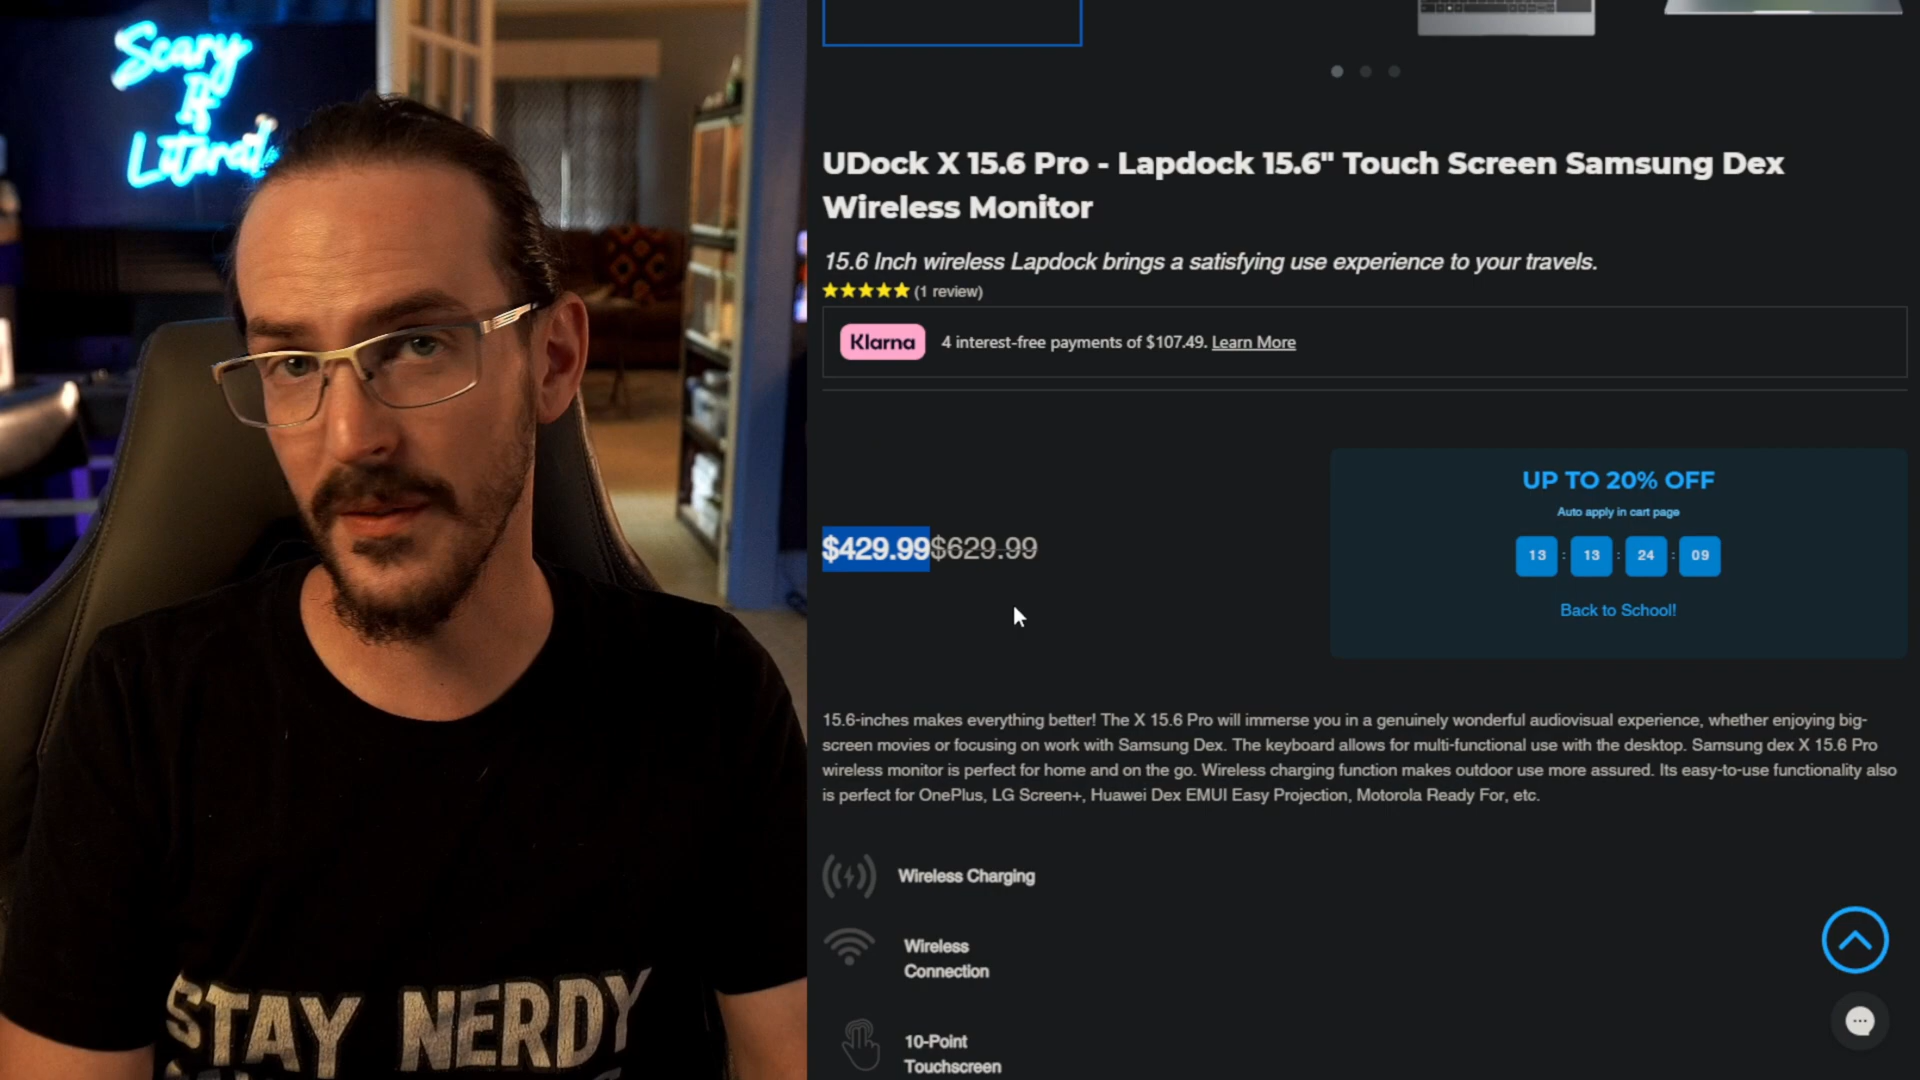 Scary
If
Literal
STAY NERDY
UDock X 15.6 Pro - Lapdock 15.6" Touch Screen Samsung Dex
Wireless Monitor
15.6 Inch wireless Lapdock brings a satisfying use experience to your travels.
(1 review)
Klarna 4 interest-free payments of $107.49. Learn More
$429.99 $629.99
UP TO 20% OFF
Auto apply in cart page
13 : 13 : 24 : 09
Back to School!
15.6-inches makes everything better! The X 15.6 Pro will immerse you in a genuinely wonderful audiovisual experience, whether enjoying big-
screen movies or focusing on work with Samsung Dex. The keyboard allows for multi-functional use with the desktop. Samsung dex X 15.6 Pro
wireless monitor is perfect for home and on the go. Wireless charging function makes outdoor use more assured. Its easy-to-use functionality also
is perfect for OnePlus, LG Screen+, Huawei Dex EMUI Easy Projection, Motorola Ready For, etc.
Wireless Charging
Wireless
Connection
10-Point
Touchscreen